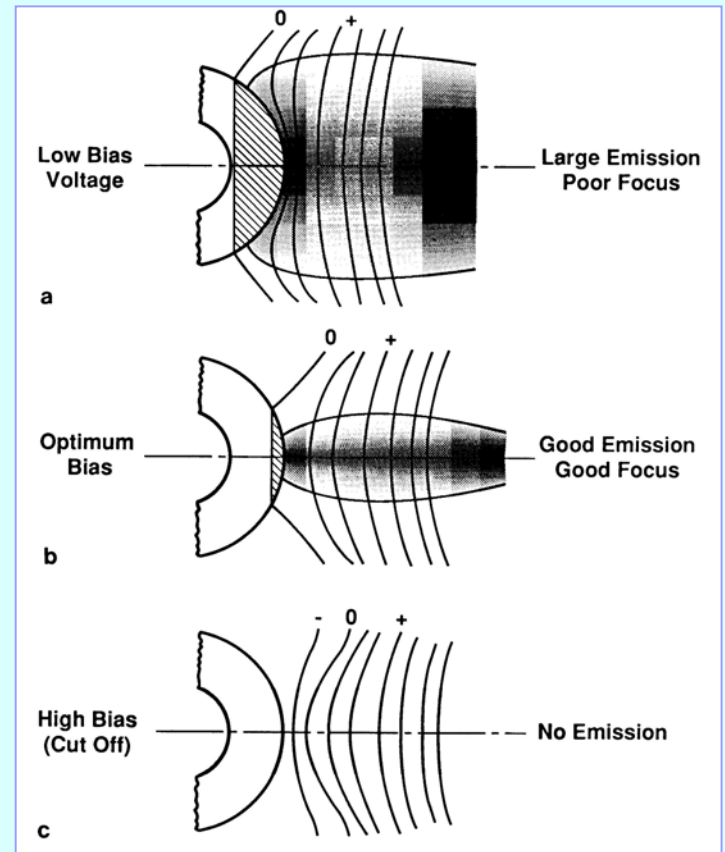 0 +
Low Bias
Voltage
Large Emission
Poor Focus
a
0 +
Optimum
Bias
Good Emission
Good Focus
b
- 0 +
High Bias
(Cut Off)
No Emission
c